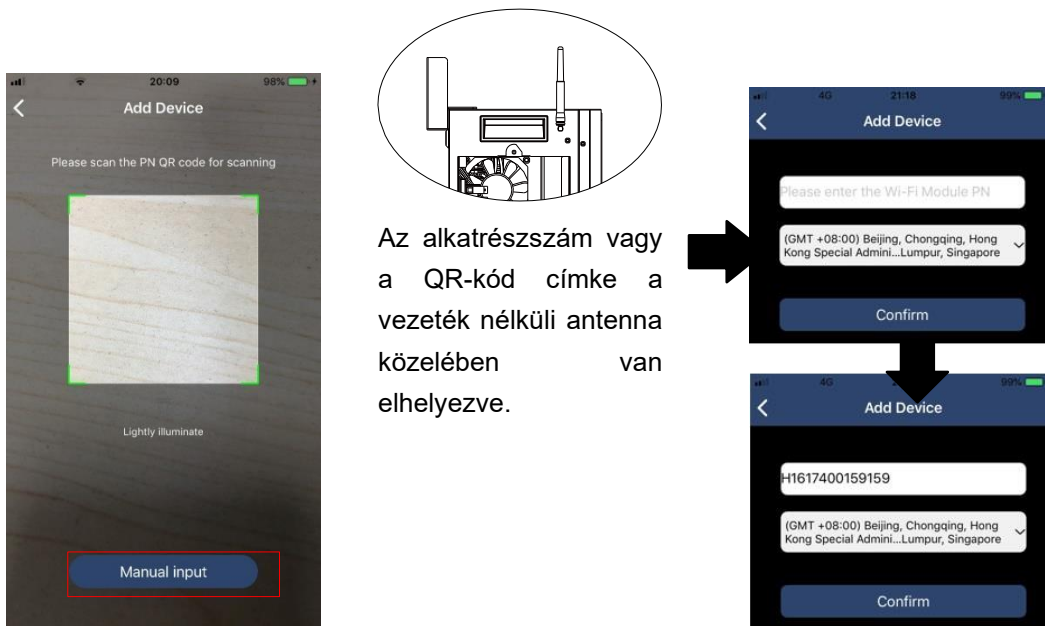 20:09
98%
Add Device
Please scan the PN QR code for scanning
Lightly illuminate
Manual input
Az alkatrészszám vagy
a QR-kód címke a
vezeték nélküli antenna
közelében van
elhelyezve.
4G
21:18
99%
Add Device
Please enter the Wi-Fi Module PN
(GMT +08:00) Beijing, Chongqing, Hong
Kong Special Admini...Lumpur, Singapore
Confirm
4G
99%
Add Device
H1617400159159
(GMT +08:00) Beijing, Chongqing, Hong
Kong Special Admini...Lumpur, Singapore
Confirm